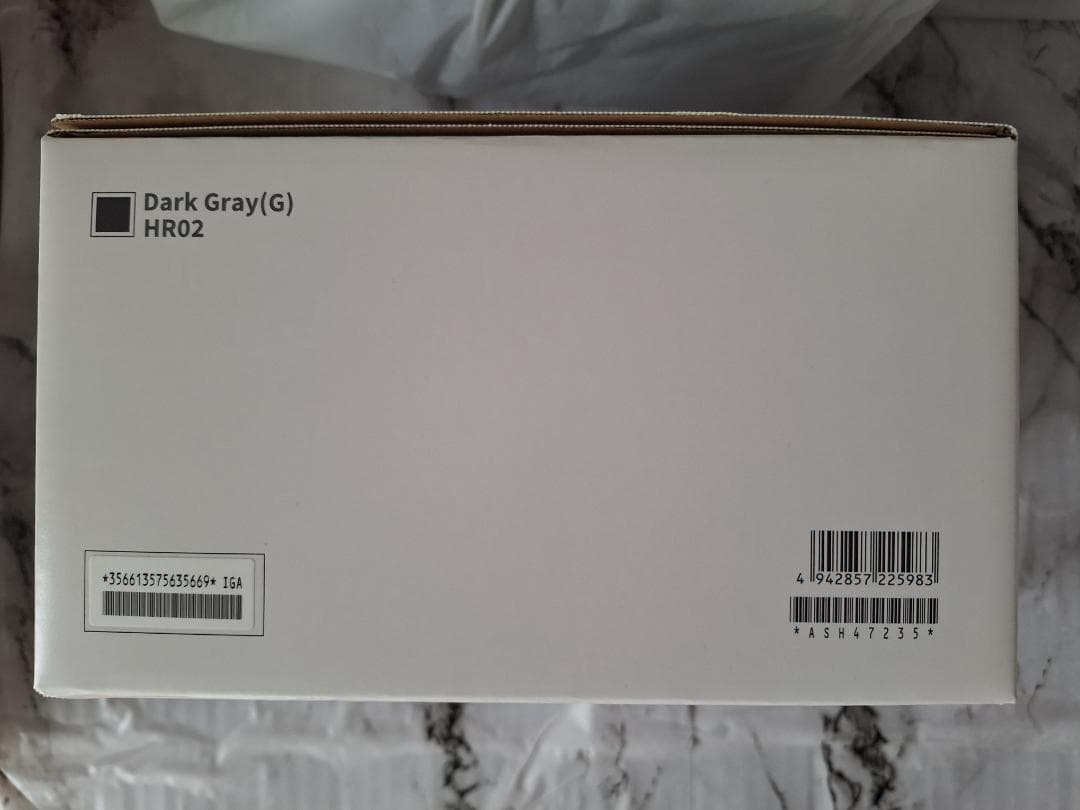 Dark Gray(G)
HR02
*356613575635669* IGA
4 942857 225983
*ASH47235*